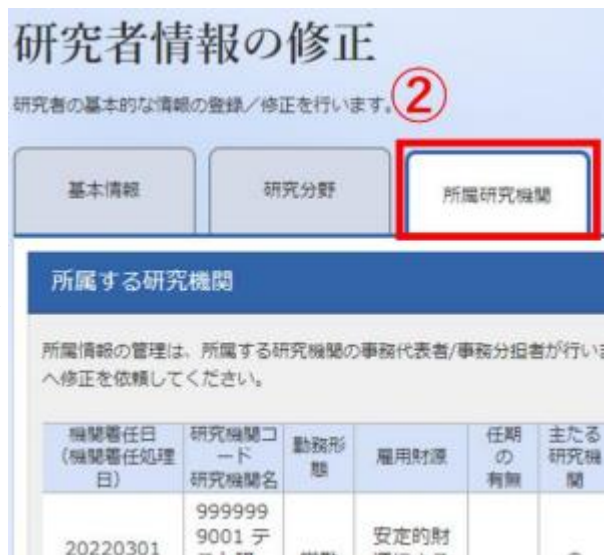 研究者情報の修正
研究者の基本的な情報の登録／修正を行います。
②
基本情報
研究分野
所属研究機関
所属する研究機関
所属情報の管理は、所属する研究機関の事務代表者/事務分担者が行い
へ修正を依頼してください。
機関着任日
(機関着任処理
日)
研究機関コ
ード
研究機関名
勤務形
態
雇用財源
任期
の
有無
主たる
研究機
関
20220301
999999
9001 テ
安定的財